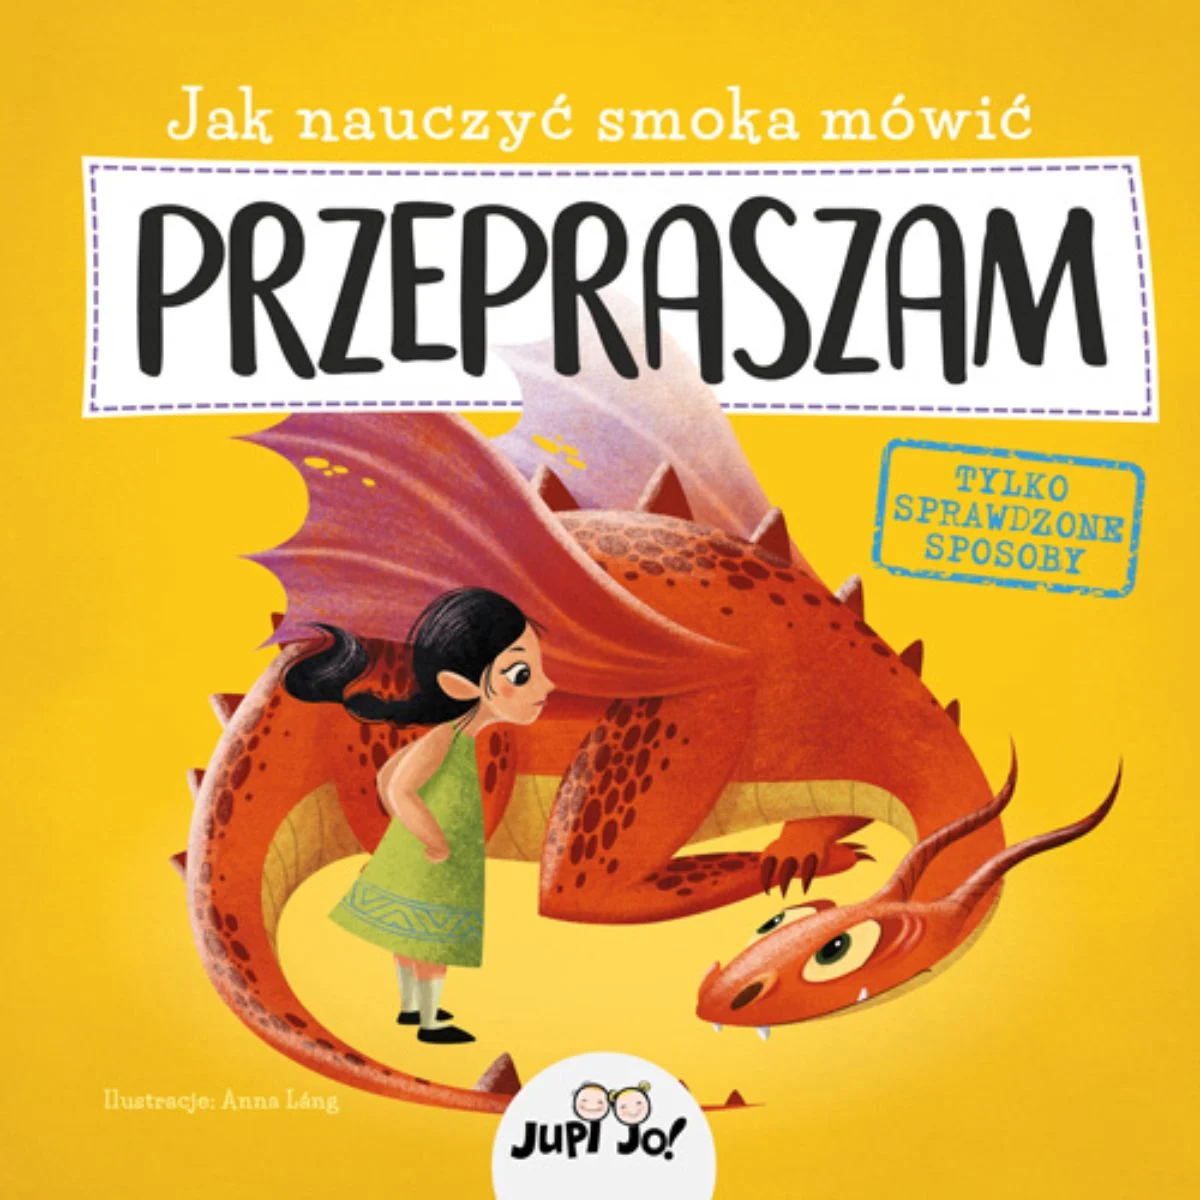 Jak nauczyć smoka mówić
PRZEPRASZAM
TYLKO
SPRAWDZONE
SPOSOBY
Ilustracje: Anna Láng
JUPI JO!